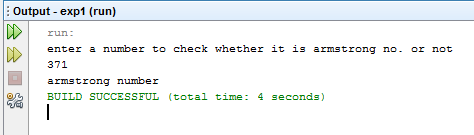 Output - exp1 (run)
run:
enter a number to check whether it is armstrong no. or not
371
armstrong number
BUILD SUCCESSFUL (total time: 4 seconds)